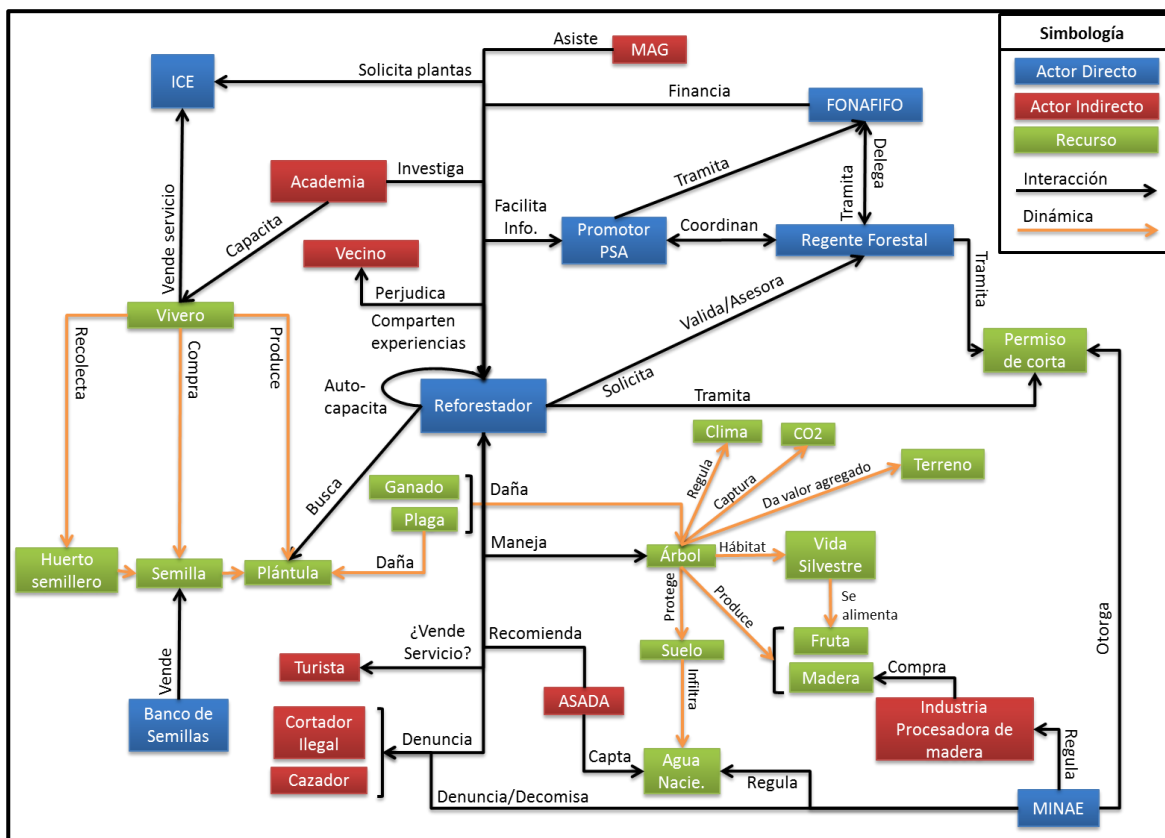 Simbología
Actor Directo
Actor Indirecto
Recurso
Interacción
Dinámica
Asiste
MAG
ICE
Solicita plantas
Financia
FONAFIFO
Academia
Investiga
Tramita
Delega
Tramita
Vende servicio
Capacita
Facilita
Info.
Promotor
PSA
Coordinan
Regente Forestal
Vecino
Tramita
Perjudica
Vivero
Comparten
experiencias
Valida/Asesora
Permiso
de corta
Recolecta
Compra
Produce
Auto-
capacita
Reforestador
Solicita
Tramita
Clima
CO2
Regula
Captura
Da valor agregado
Terreno
Busca
Ganado
Plaga
Daña
Maneja
Árbol
Hábitat
Vida
Silvestre
Huerto
semillero
Semilla
Plántula
Daña
Protege
Produce
Se
alimenta
Otorga
¿Vende
Servicio?
Recomienda
Suelo
Fruta
Turista
Infiltra
Madera
Compra
Vende
Banco de
Semillas
ASADA
Industria
Procesadora de
madera
Cortador
Ilegal
Cazador
Denuncia
Capta
Agua
Nacie.
Regula
Regula
Denuncia/Decomisa
MINAE